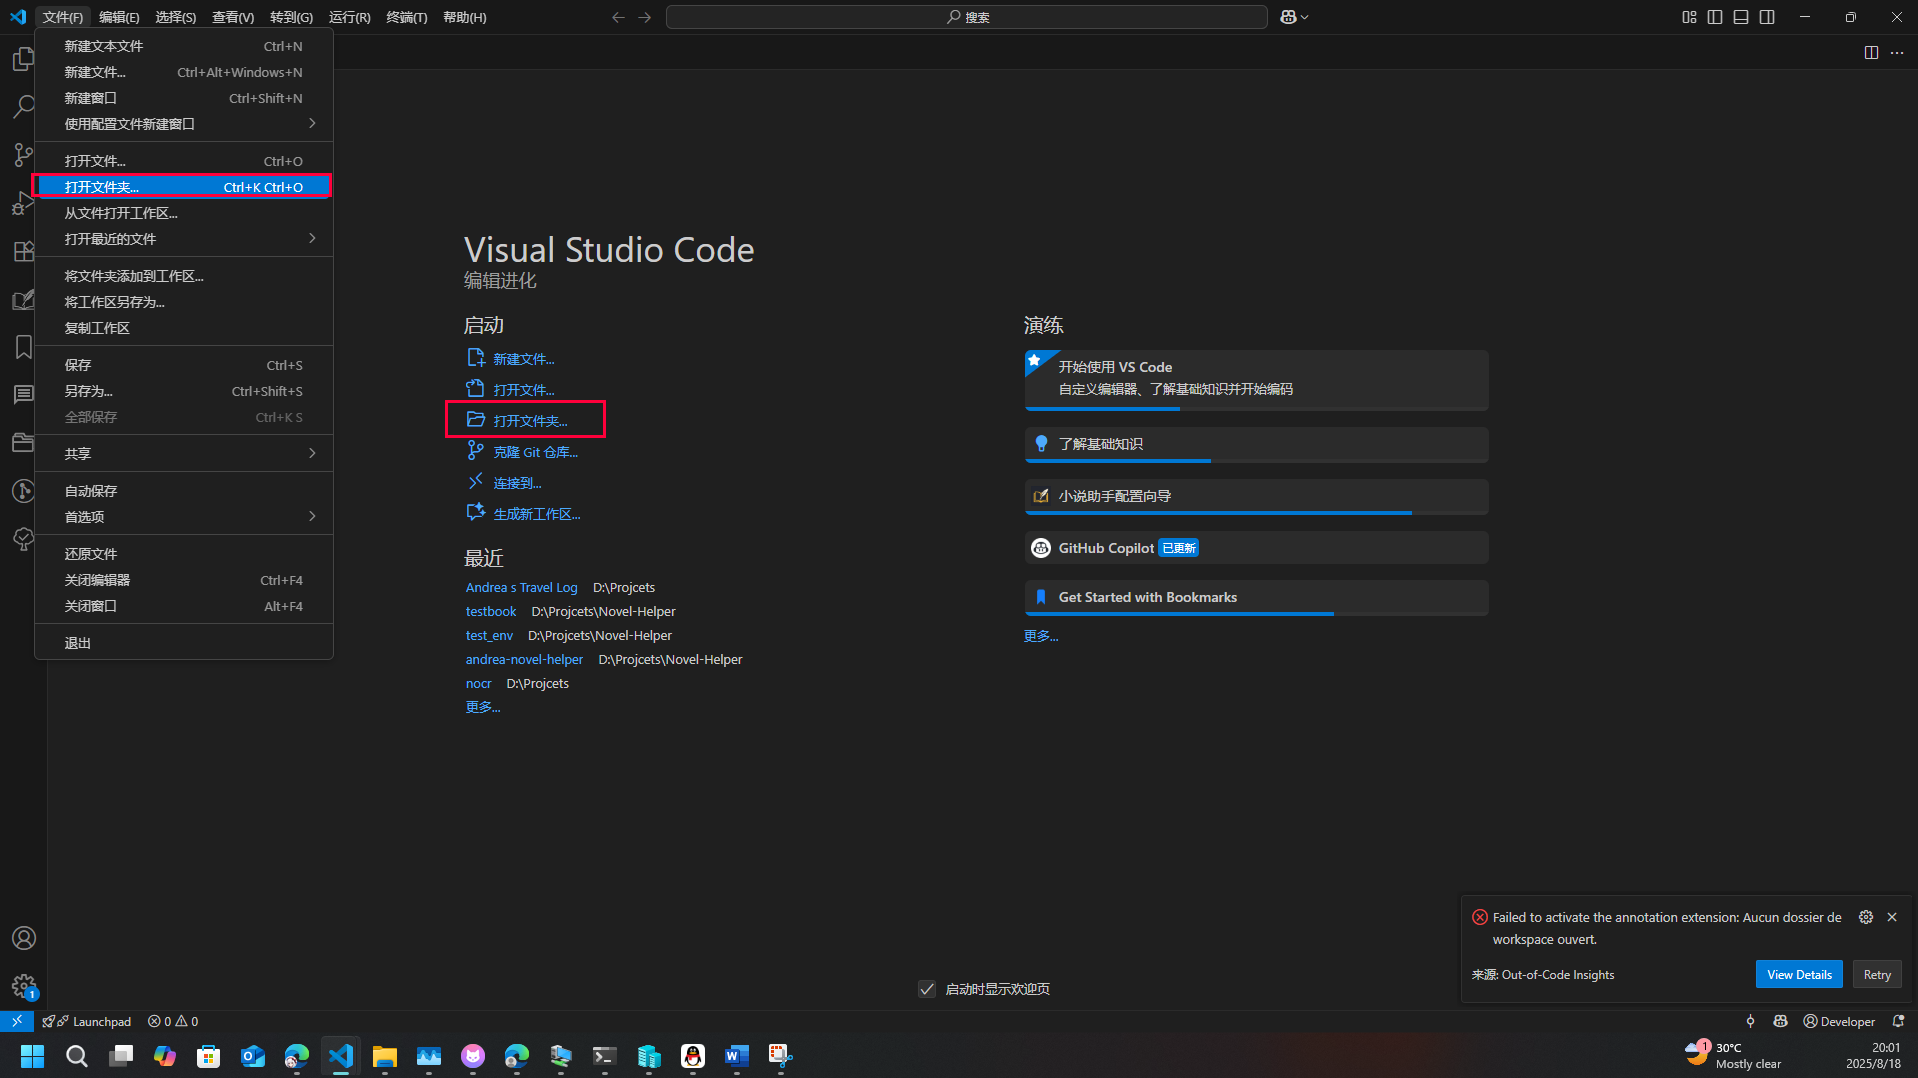 文件(F) 编辑(E) 选择(S) 查看(V) 转到(G) 运行(R) 终端(T) 帮助(H) 搜索
新建文本文件 Ctrl+N
新建文件... Ctrl+Alt+Windows+N
新建窗口 Ctrl+Shift+N
使用配置文件新建窗口
打开文件... Ctrl+O
打开文件夹... Ctrl+K Ctrl+O
从文件打开工作区...
打开最近的文件
将文件夹添加到工作区...
将工作区另存为...
复制工作区
保存 Ctrl+S
另存为... Ctrl+Shift+S
全部保存 Ctrl+K S
共享
自动保存
首选项
还原文件
关闭编辑器 Ctrl+F4
关闭窗口 Alt+F4
退出
Visual Studio Code
编辑进化
启动
新建文件...
打开文件...
打开文件夹...
克隆 Git 仓库...
连接到...
生成新工作区...
最近
Andrea s Travel Log D:\Projcets
testbook D:\Projcets\Novel-Helper
test_env D:\Projcets\Novel-Helper
andrea-novel-helper D:\Projcets\Novel-Helper
nocr D:\Projcets
更多...
演练
开始使用 VS Code
自定义编辑器、了解基础知识并开始编码
了解基础知识
小说助手配置向导
GitHub Copilot 已更新
Get Started with Bookmarks
更多...
启动时显示欢迎页
Failed to activate the annotation extension: Aucun dossier de
workspace ouvert.
来源: Out-of-Code Insights View Details Retry
1
Launchpad 0 0 Developer
1 30°C 20:01
Mostly clear 2025/8/18